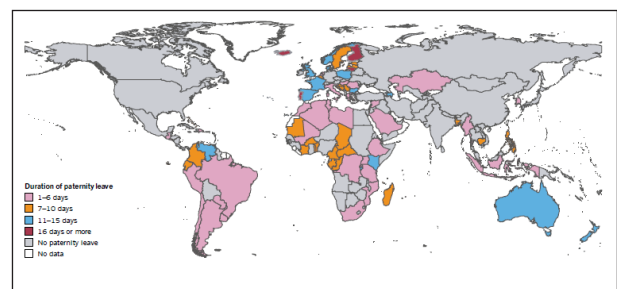 Duration of paternity leave
1–6 days
7–10 days
11–15 days
16 days or more
No paternity leave
No data